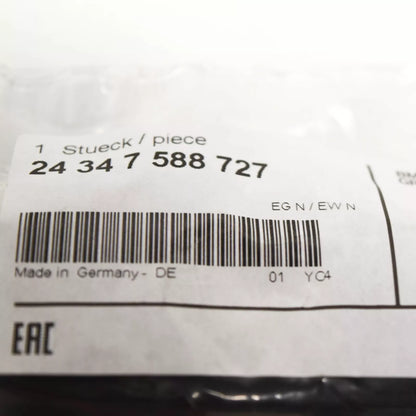 1 Stueck / piece
24 34 7 588 727
EG N / EW N
Made in Germany - DE 01 YC4
EAC